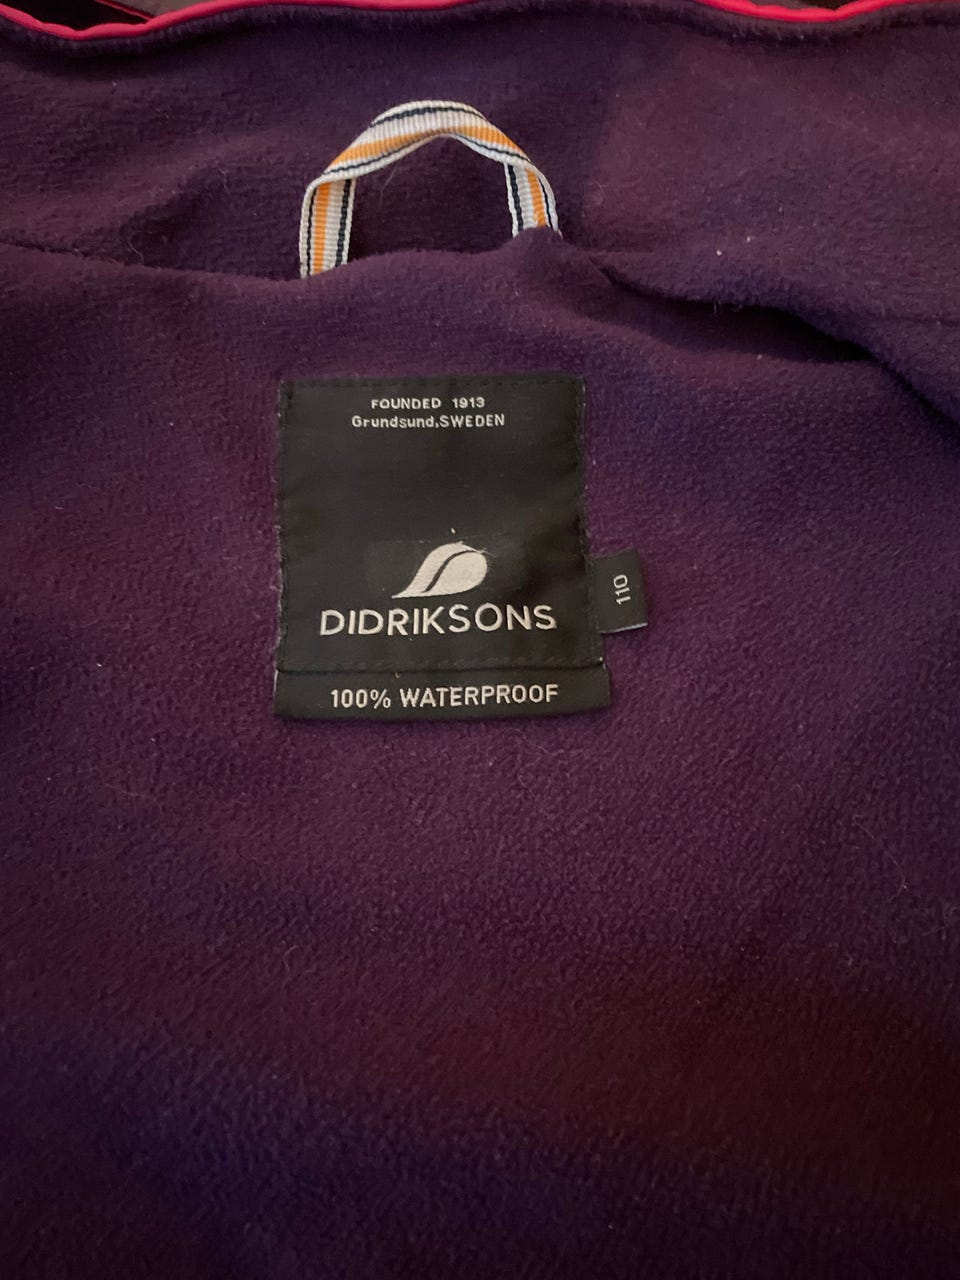 FOUNDED 1913
Grundsund,SWEDEN
DIDRIKSONS
110
100% WATERPROOF